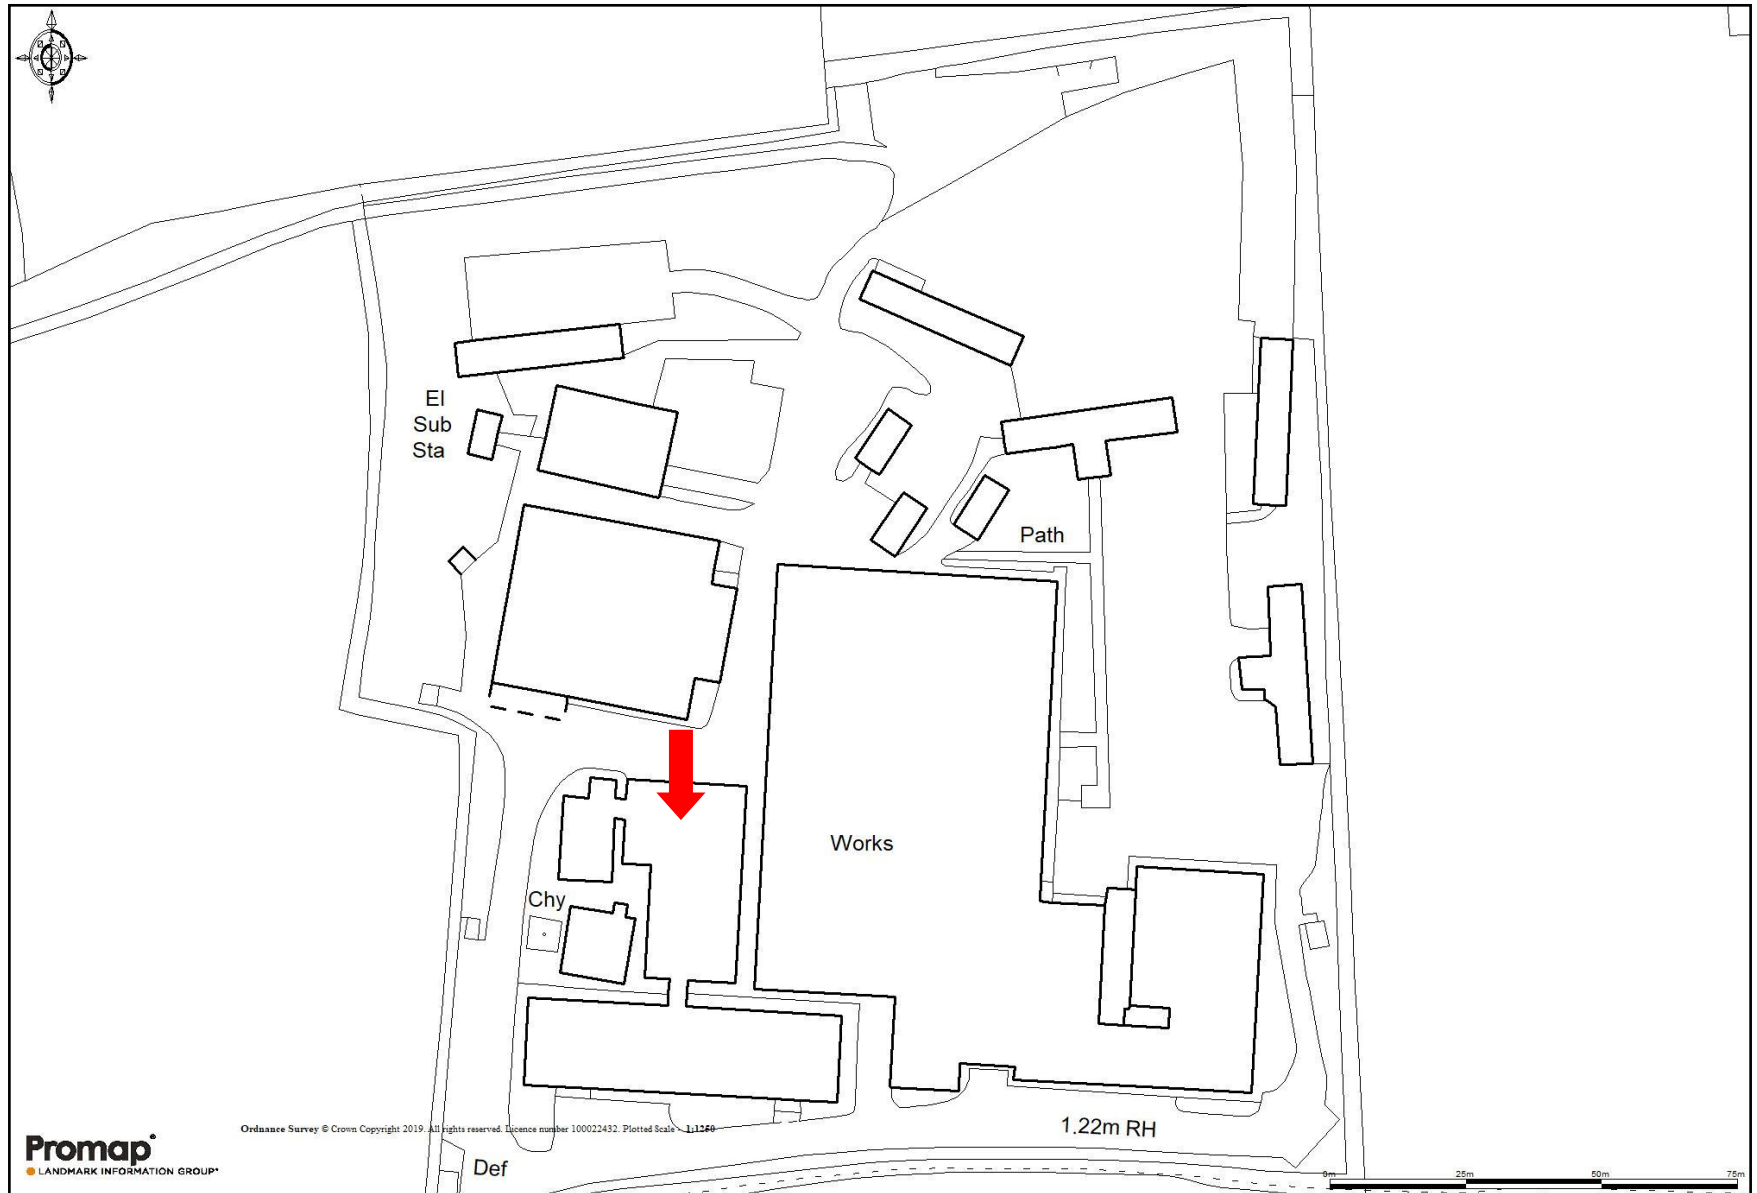 El
Sub
Sta
Path
Works
Chy
1.22m RH
Ordnance Survey © Crown Copyright 2019. All rights reserved. Licence number 100022432. Plotted Scale - 1:1250
Promap®
LANDMARK INFORMATION GROUP®
Def
0m 25m 50m 75m